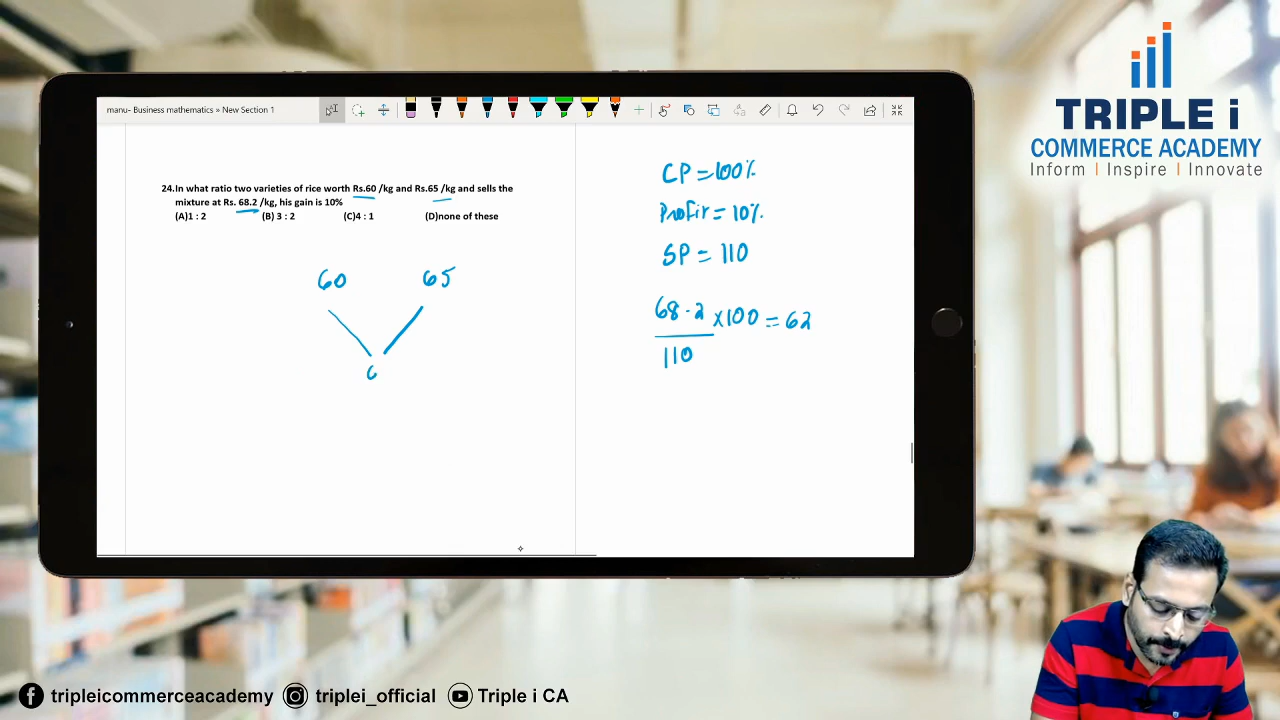 TRIPLE i
COMMERCE ACADEMY
Inform | Inspire | Innovate
manu- Business mathematics » New Section 1
24.In what ratio two varieties of rice worth Rs.60 /kg and Rs.65 /kg and sells the
mixture at Rs. 68.2 /kg, his gain is 10%
(A)1 : 2 (B) 3 : 2 (C)4 : 1 (D)none of these
60 65
6
CP = 100%
Profit = 10%
SP = 110
68.2
110
×100 = 62
tripleicommerceacademy triplei_official Triple i CA